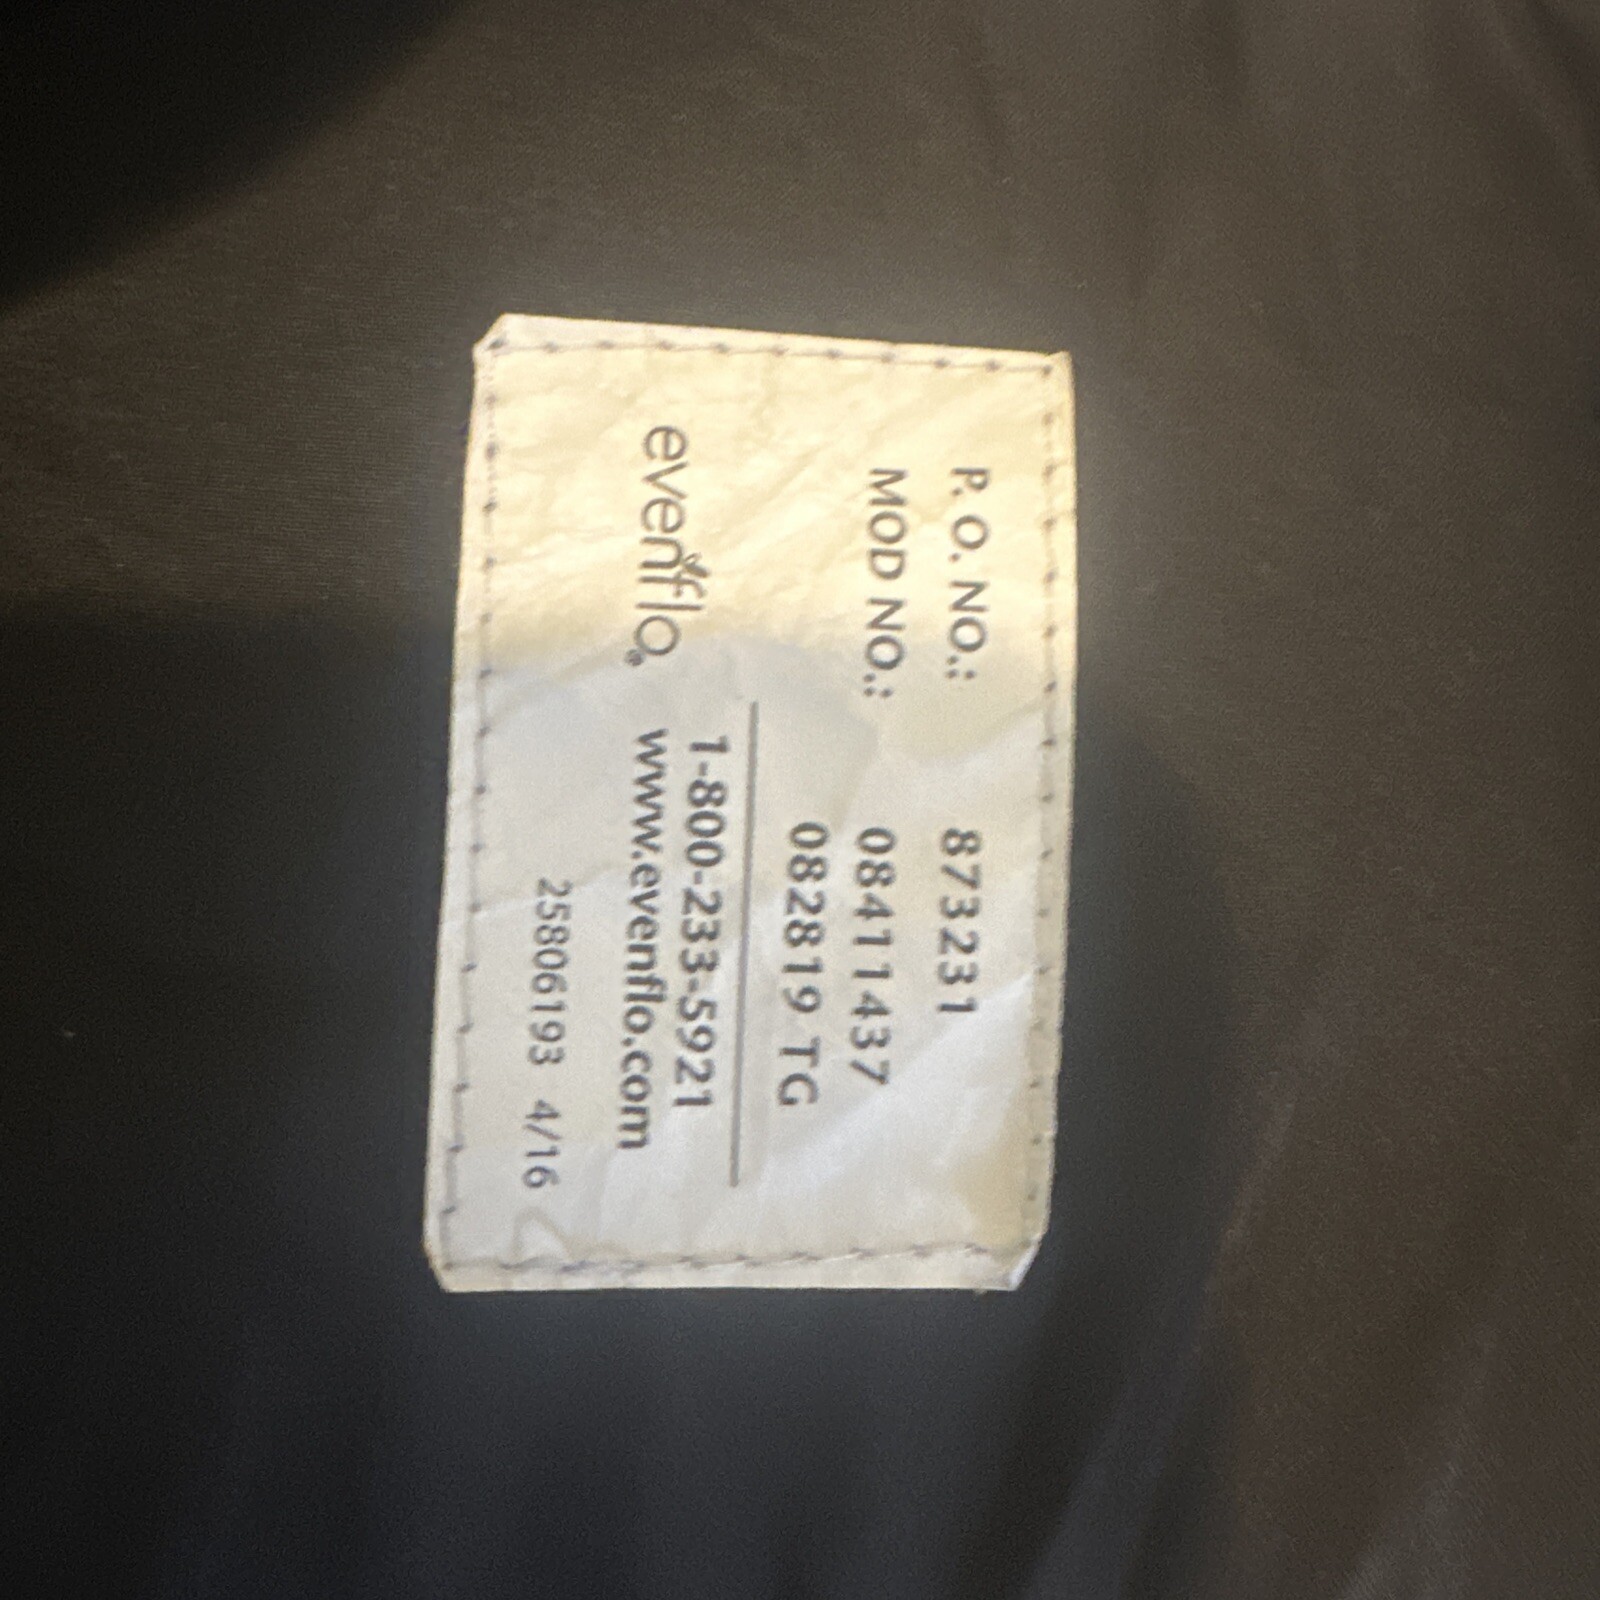 P. O. NO.: 873231
MOD NO.: 08411437
082819 TG
1-800-233-5921
evenflo® www.evenflo.com
25806193 4/16